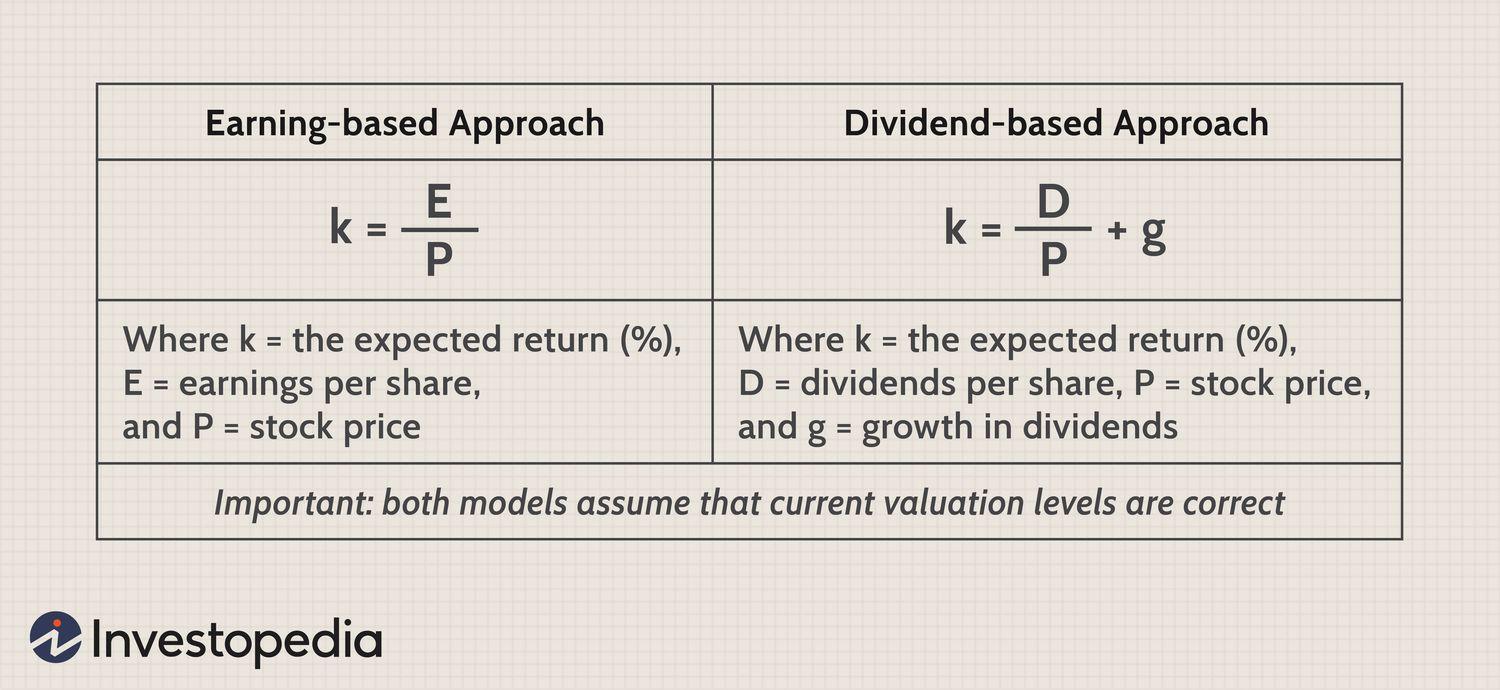 Earning-based Approach
Dividend-based Approach
k = E/P
k = D/P + g
Where k = the expected return (%),
E = earnings per share,
and P = stock price
Where k = the expected return (%),
D = dividends per share, P = stock price,
and g = growth in dividends
Important: both models assume that current valuation levels are correct
Investopedia